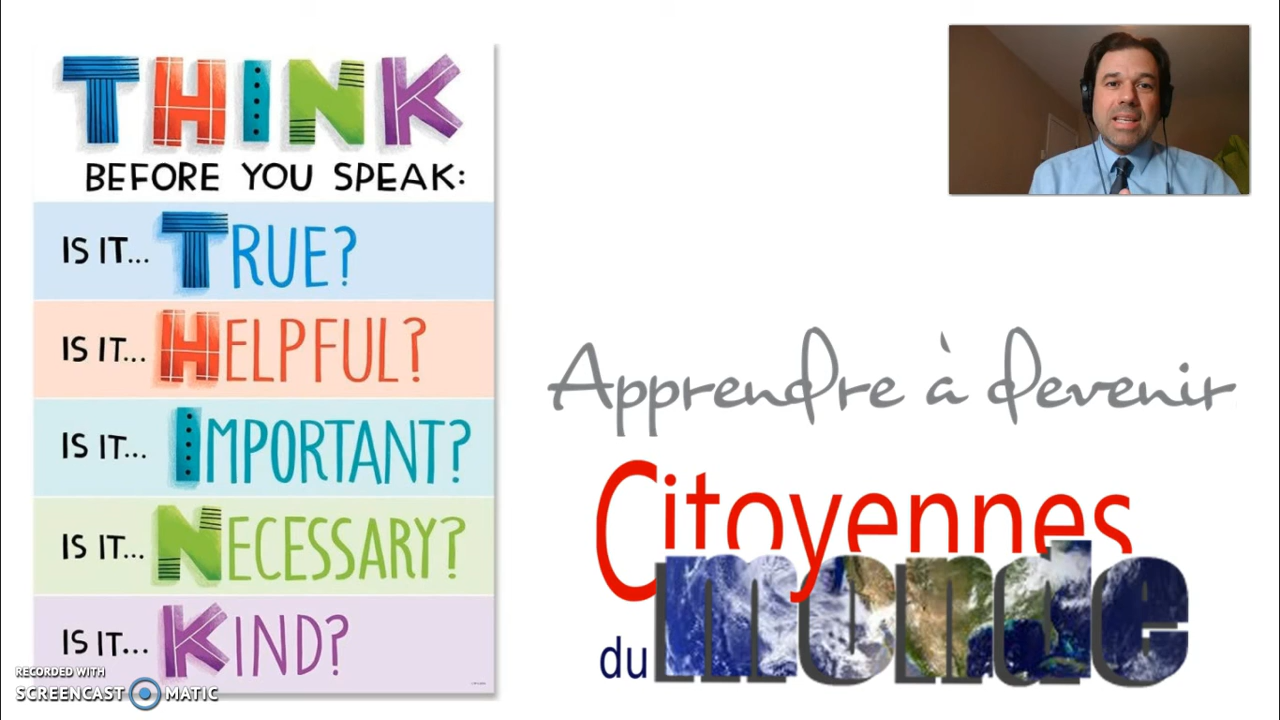 THINK
BEFORE YOU SPEAK:
IS IT... TRUE?
IS IT... HELPFUL?
IS IT... IMPORTANT?
IS IT... NECESSARY?
IS IT... KIND?
Apprendre à devenir
Citoyennes
du monde
RECORDED WITH
SCREENCAST MATIC